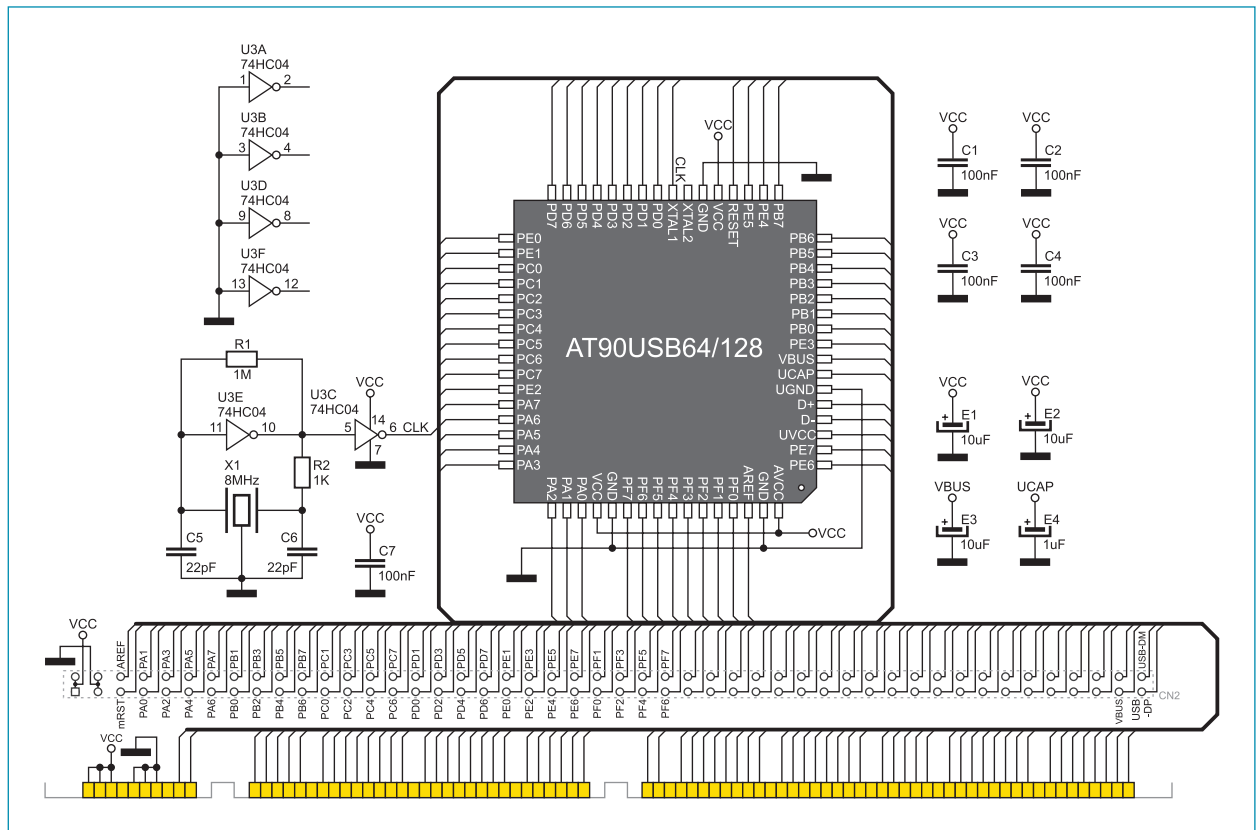 U3A
74HC04
1 2
U3B
74HC04
3 4
U3D
74HC04
9 8
U3F
74HC04
13 12
R1
1M
U3E
74HC04
11 10
U3C
74HC04
VCC
5 14 6 CLK
7
R2
1K
X1
8MHz
C5
22pF
C6
22pF
VCC
C7
100nF
VCC
CLK
PD7 PD6 PD5 PD4 PD3 PD2 PD1 PD0 XTAL1 XTAL2 GND VCC RESET PE5 PE4 PB7
PE0
PE1
PC0
PC1
PC2
PC3
PC4
PC5
PC6
PC7
PE2
PA7
PA6
PA5
PA4
PA3
AT90USB64/128
PB6
PB5
PB4
PB3
PB2
PB1
PB0
PE3
VBUS
UCAP
UGND
D+
D-
UVCC
PE7
PE6
PA2 PA1 PA0 VCC GND PF7 PF6 PF5 PF4 PF3 PF2 PF1 PF0 AREF GND AVCC
VCC
VCC
C1
100nF
VCC
C2
100nF
VCC
C3
100nF
VCC
C4
100nF
VCC
+ E1
10uF
VCC
+ E2
10uF
VBUS
+ E3
10uF
UCAP
+ E4
1uF
VCC
AREF PA1 PA3 PA5 PA7 PB1 PB3 PB5 PB7 PC1 PC3 PC5 PC7 PD1 PD3 PD5 PD7 PE1 PE3 PE5 PE7 PF1 PF3 PF5 PF7 USB-DM
mRST PA0 PA2 PA4 PA6 PB0 PB2 PB4 PB6 PC0 PC2 PC4 PC6 PD0 PD2 PD4 PD6 PE0 PE2 PE4 PE6 PF0 PF2 PF4 PF6 VBUS USB -DP
CN2
VCC